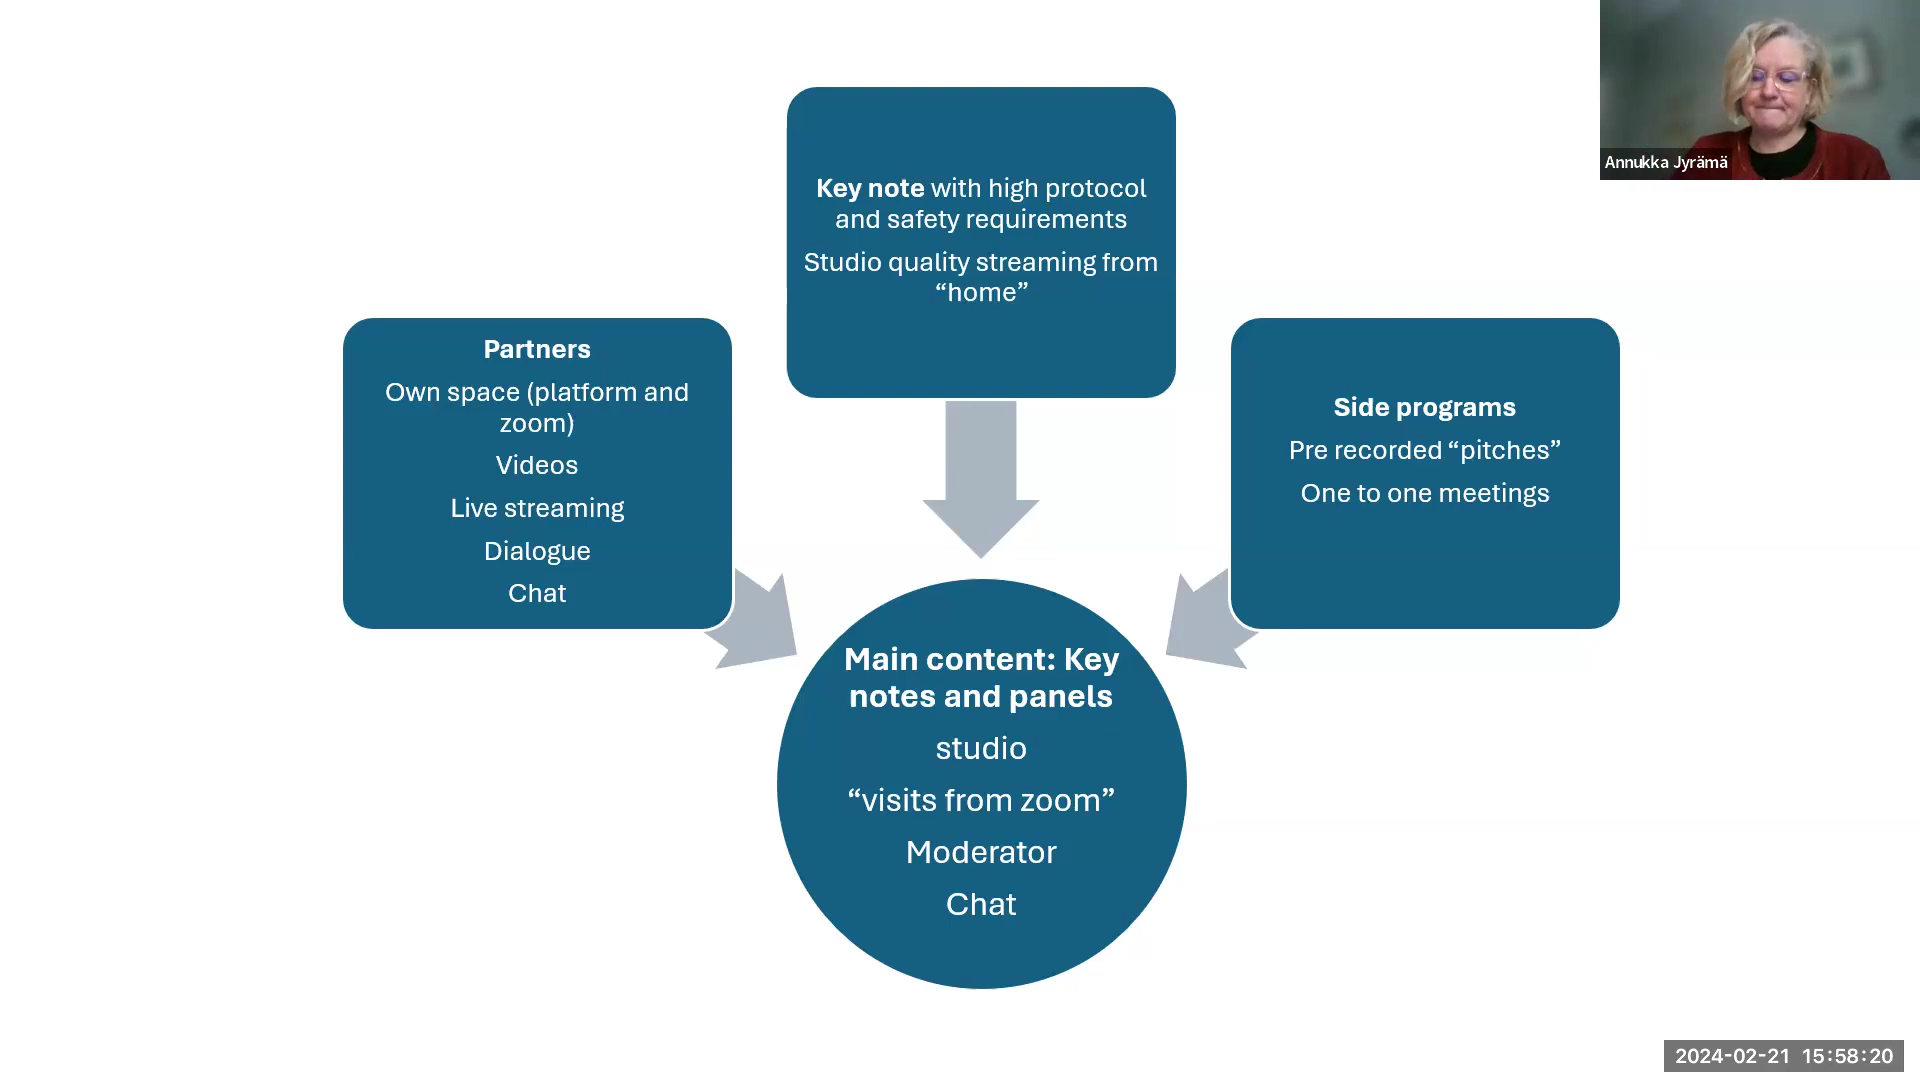 Annukka Jyrämä
Key note with high protocol
and safety requirements
Studio quality streaming from
“home”
Partners
Own space (platform and
zoom)
Videos
Live streaming
Dialogue
Chat
Side programs
Pre recorded “pitches”
One to one meetings
Main content: Key
notes and panels
studio
“visits from zoom”
Moderator
Chat
2024-02-21 15:58:20